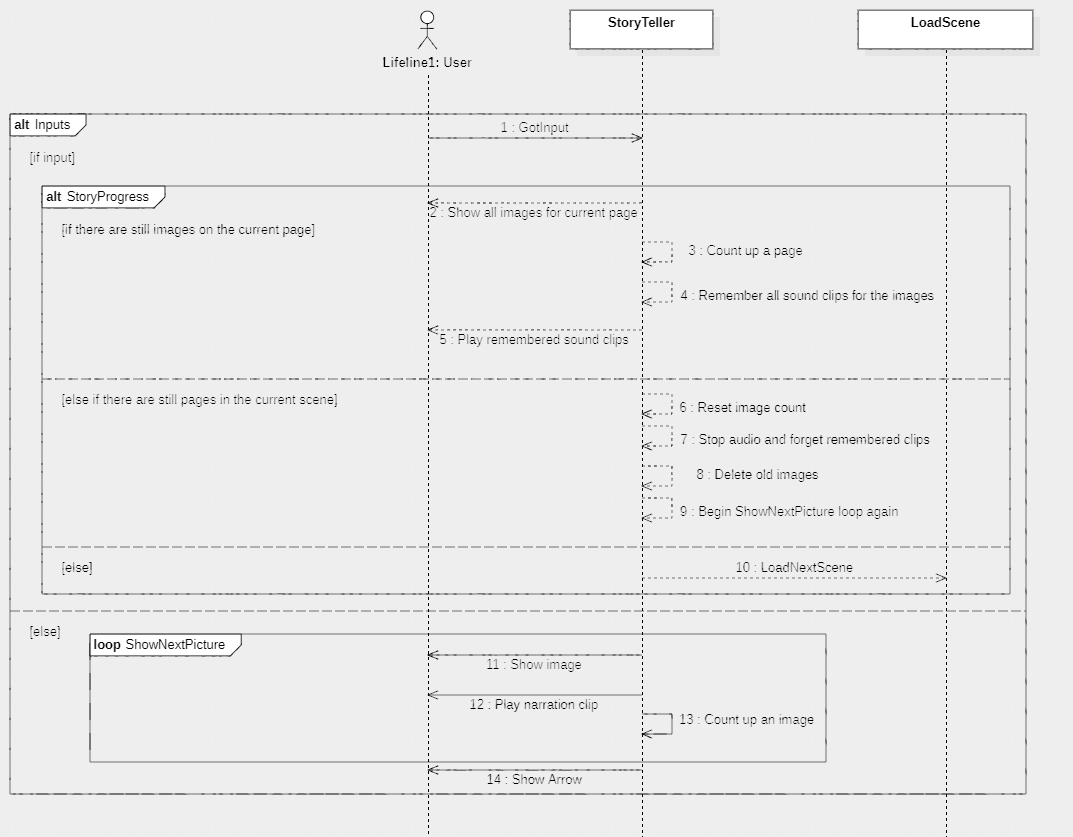 StoryTeller
LoadScene
Lifeline1: User
alt Inputs
1 : GotInput
[if input]
alt StoryProgress
2 : Show all images for current page
[if there are still images on the current page]
3 : Count up a page
4 : Remember all sound clips for the images
5 : Play remembered sound clips
[else if there are still pages in the current scene]
6 : Reset image count
7 : Stop audio and forget remembered clips
8 : Delete old images
9 : Begin ShowNextPicture loop again
[else]
10 : LoadNextScene
[else]
loop ShowNextPicture
11 : Show image
12 : Play narration clip
13 : Count up an image
14 : Show Arrow